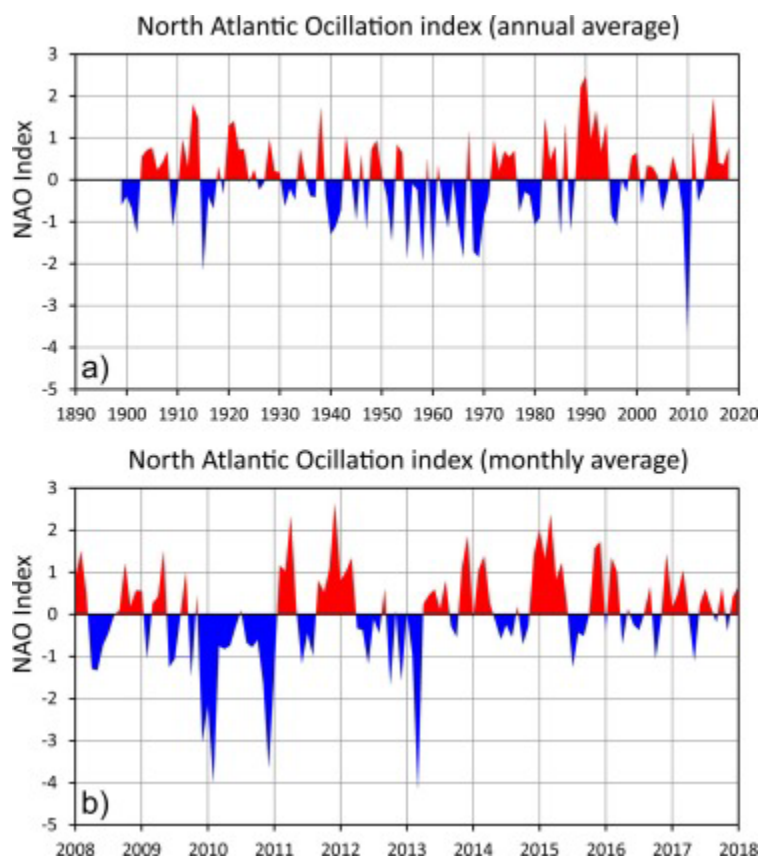 North Atlantic Ocillation index (annual average)
3
2
1
0
-1
-2
-3
-4
-5
NAO Index
a)
1890 1900 1910 1920 1930 1940 1950 1960 1970 1980 1990 2000 2010 2020
North Atlantic Ocillation index (monthly average)
3
2
1
0
-1
-2
-3
-4
-5
NAO Index
b)
2008 2009 2010 2011 2012 2013 2014 2015 2016 2017 2018